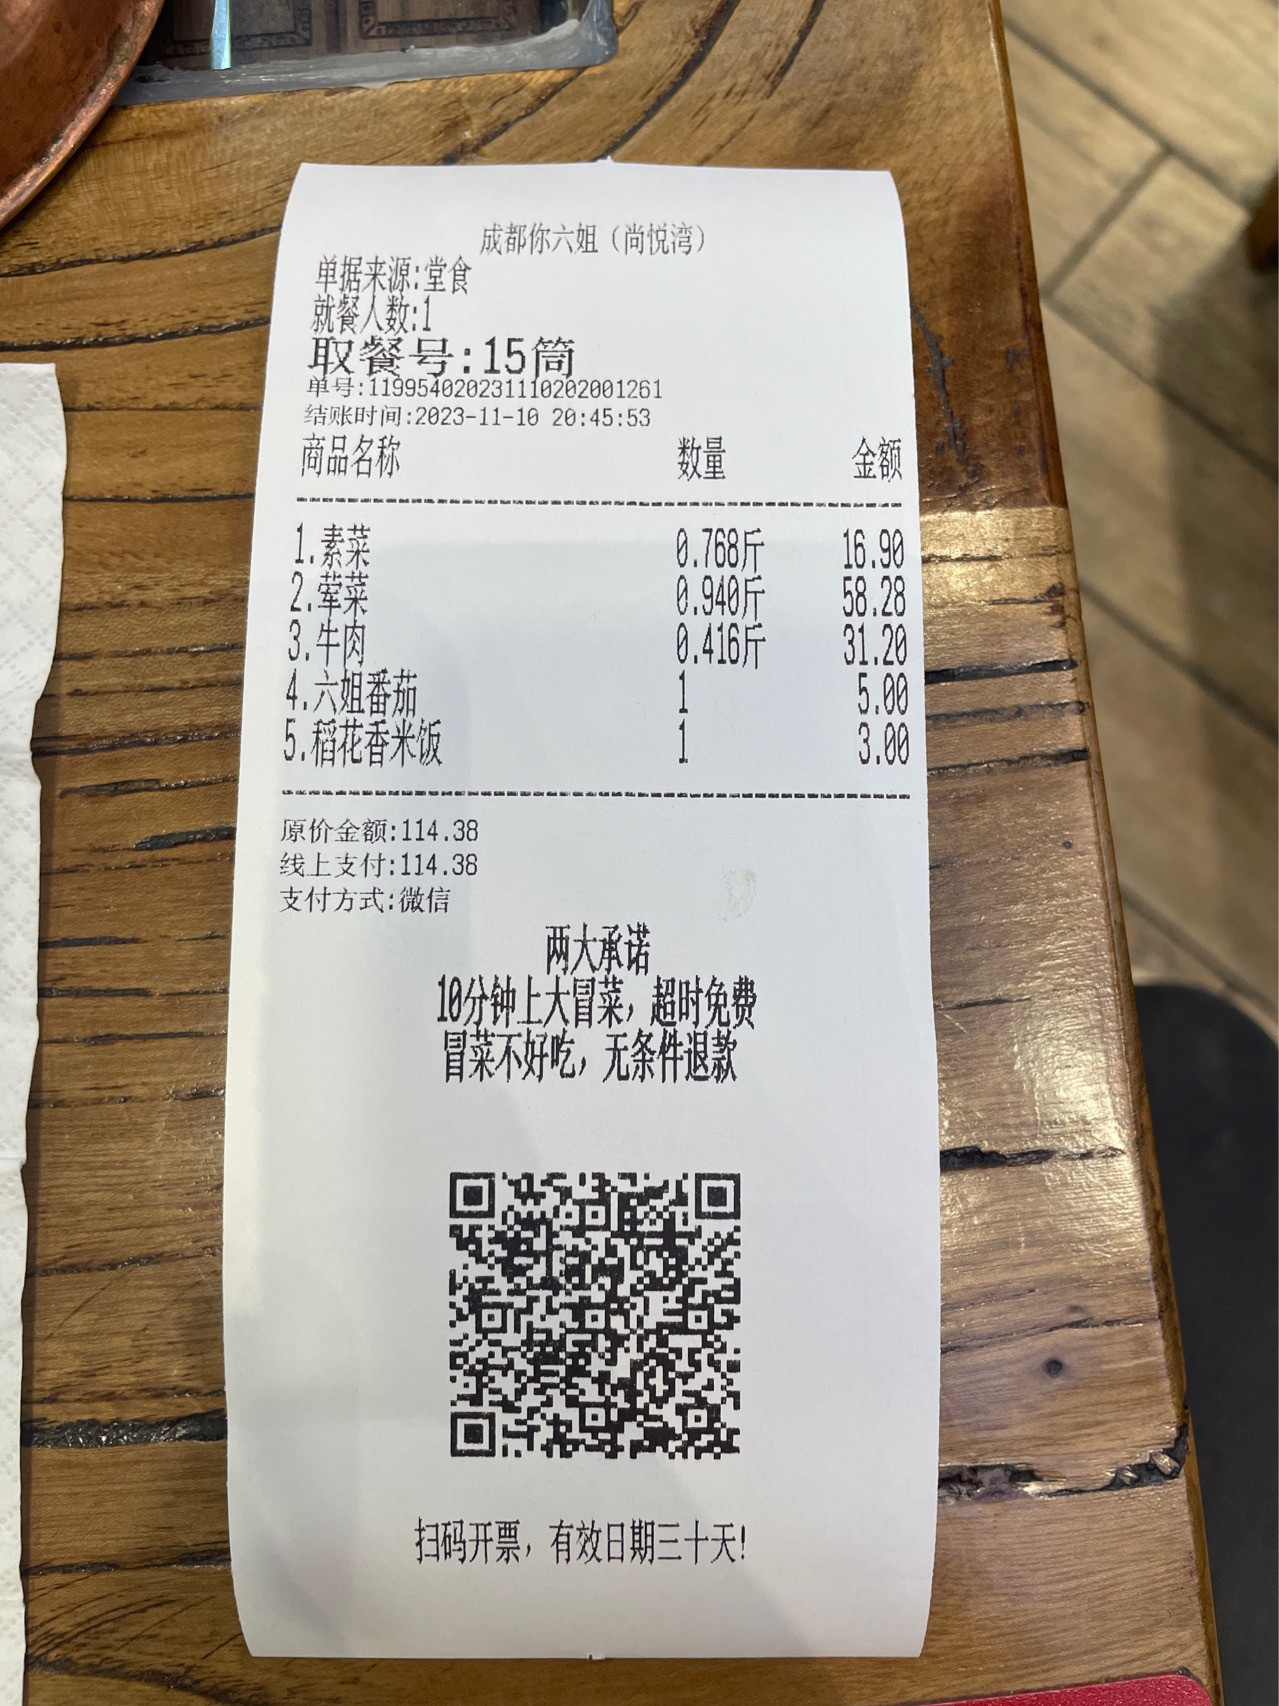 成都你六姐（尚悦湾）
单据来源:堂食
就餐人数:1
取餐号:15筒
单号:11995402023111020200​1261
结账时间:2023-11-10 20:45:53
商品名称 数量 金额
1.素菜 0.768斤 16.90
2.荤菜 0.940斤 58.28
3.牛肉 0.416斤 31.20
4.六姐番茄 1 5.00
5.稻花香米饭 1 3.00
原价金额:114.38
线上支付:114.38
支付方式:微信
两大承诺
10分钟上大冒菜，超时免费
冒菜不好吃，无条件退款
扫码开票，有效日期三十天!